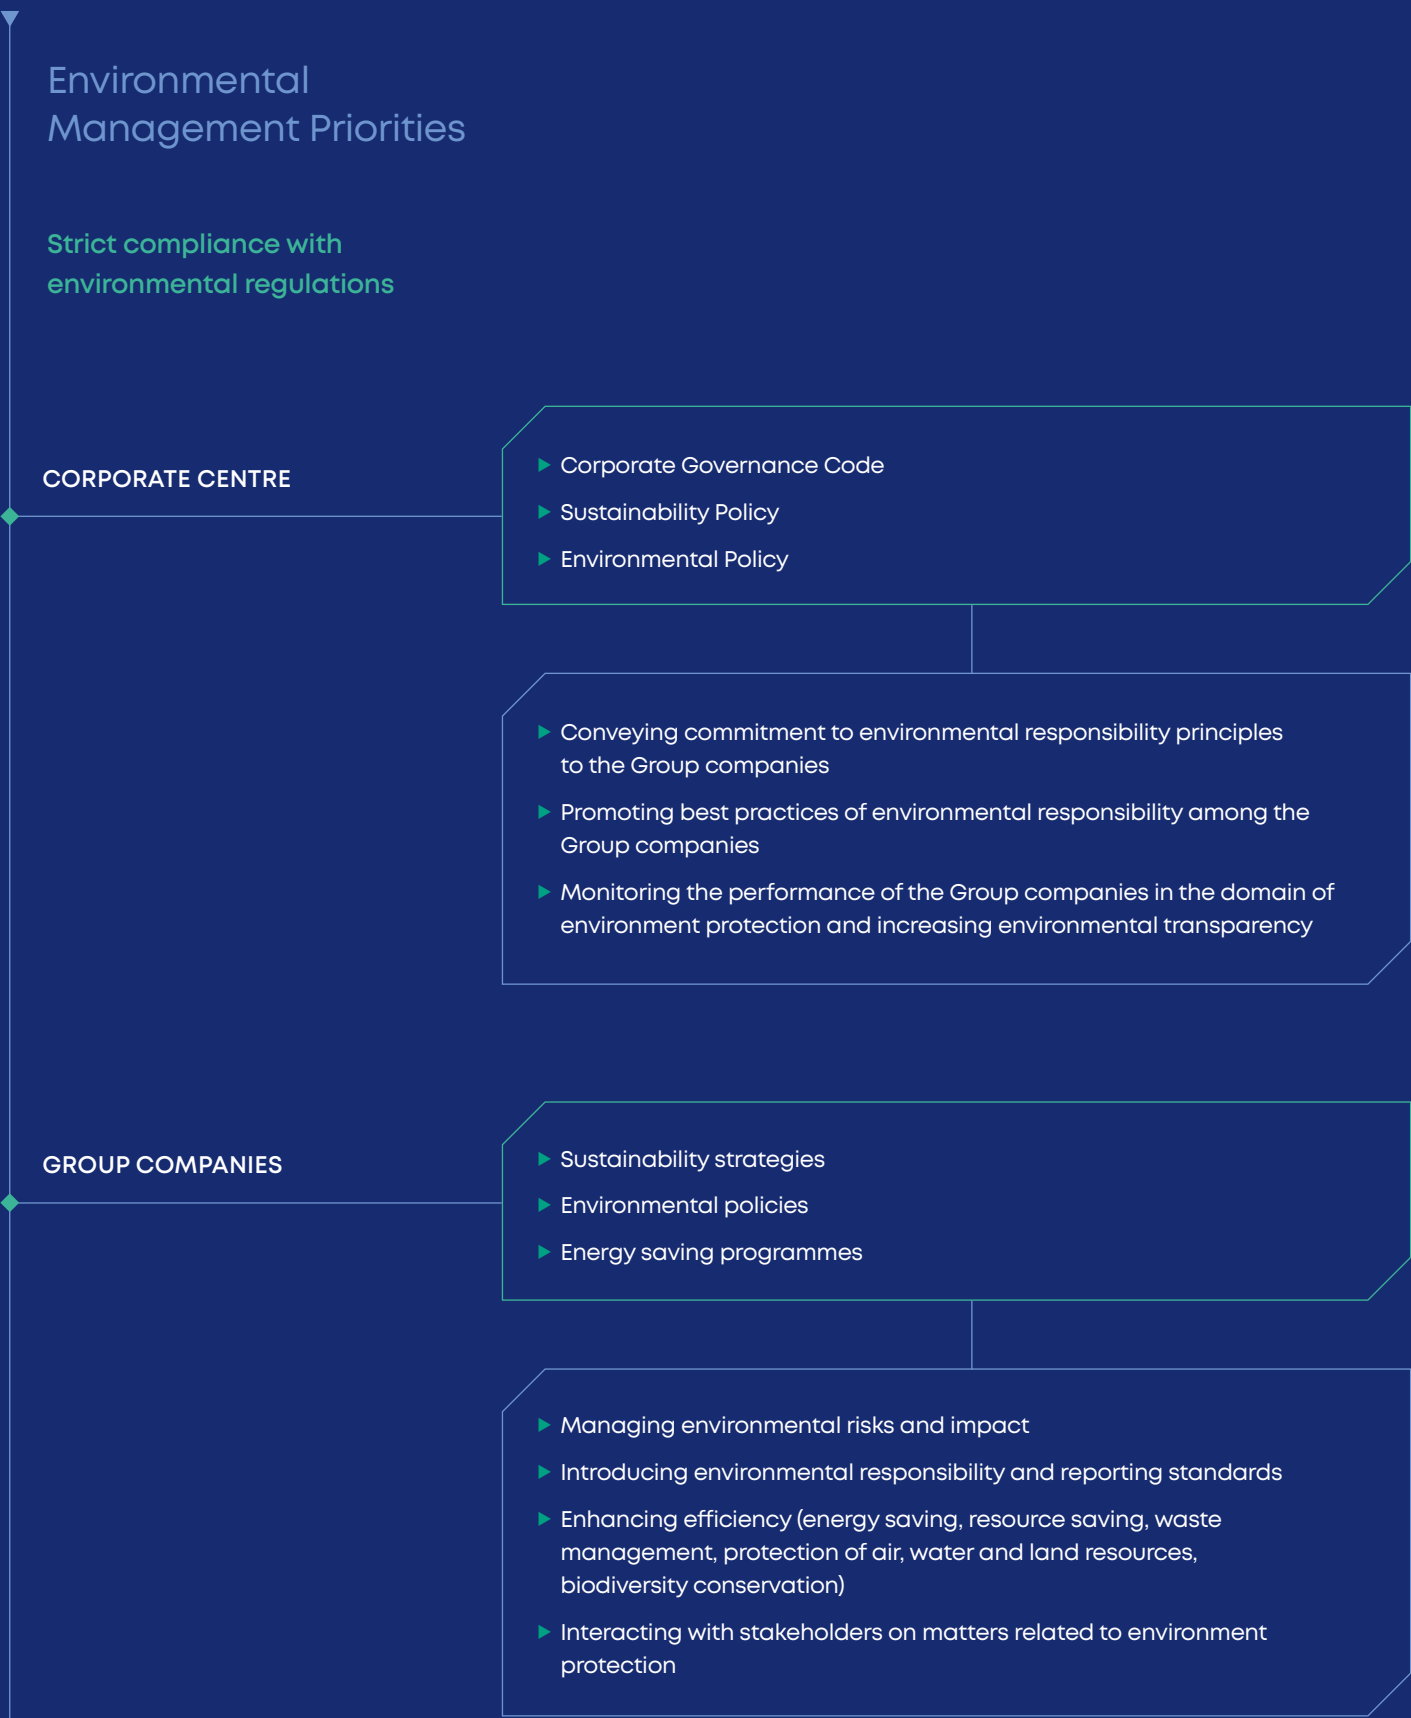 Environmental
Management Priorities
Strict compliance with
environmental regulations
CORPORATE CENTRE
Corporate Governance Code
Sustainability Policy
Environmental Policy
Conveying commitment to environmental responsibility principles
to the Group companies
Promoting best practices of environmental responsibility among the
Group companies
Monitoring the performance of the Group companies in the domain of
environment protection and increasing environmental transparency
GROUP COMPANIES
Sustainability strategies
Environmental policies
Energy saving programmes
Managing environmental risks and impact
Introducing environmental responsibility and reporting standards
Enhancing efficiency (energy saving, resource saving, waste
management, protection of air, water and land resources,
biodiversity conservation)
Interacting with stakeholders on matters related to environment
protection